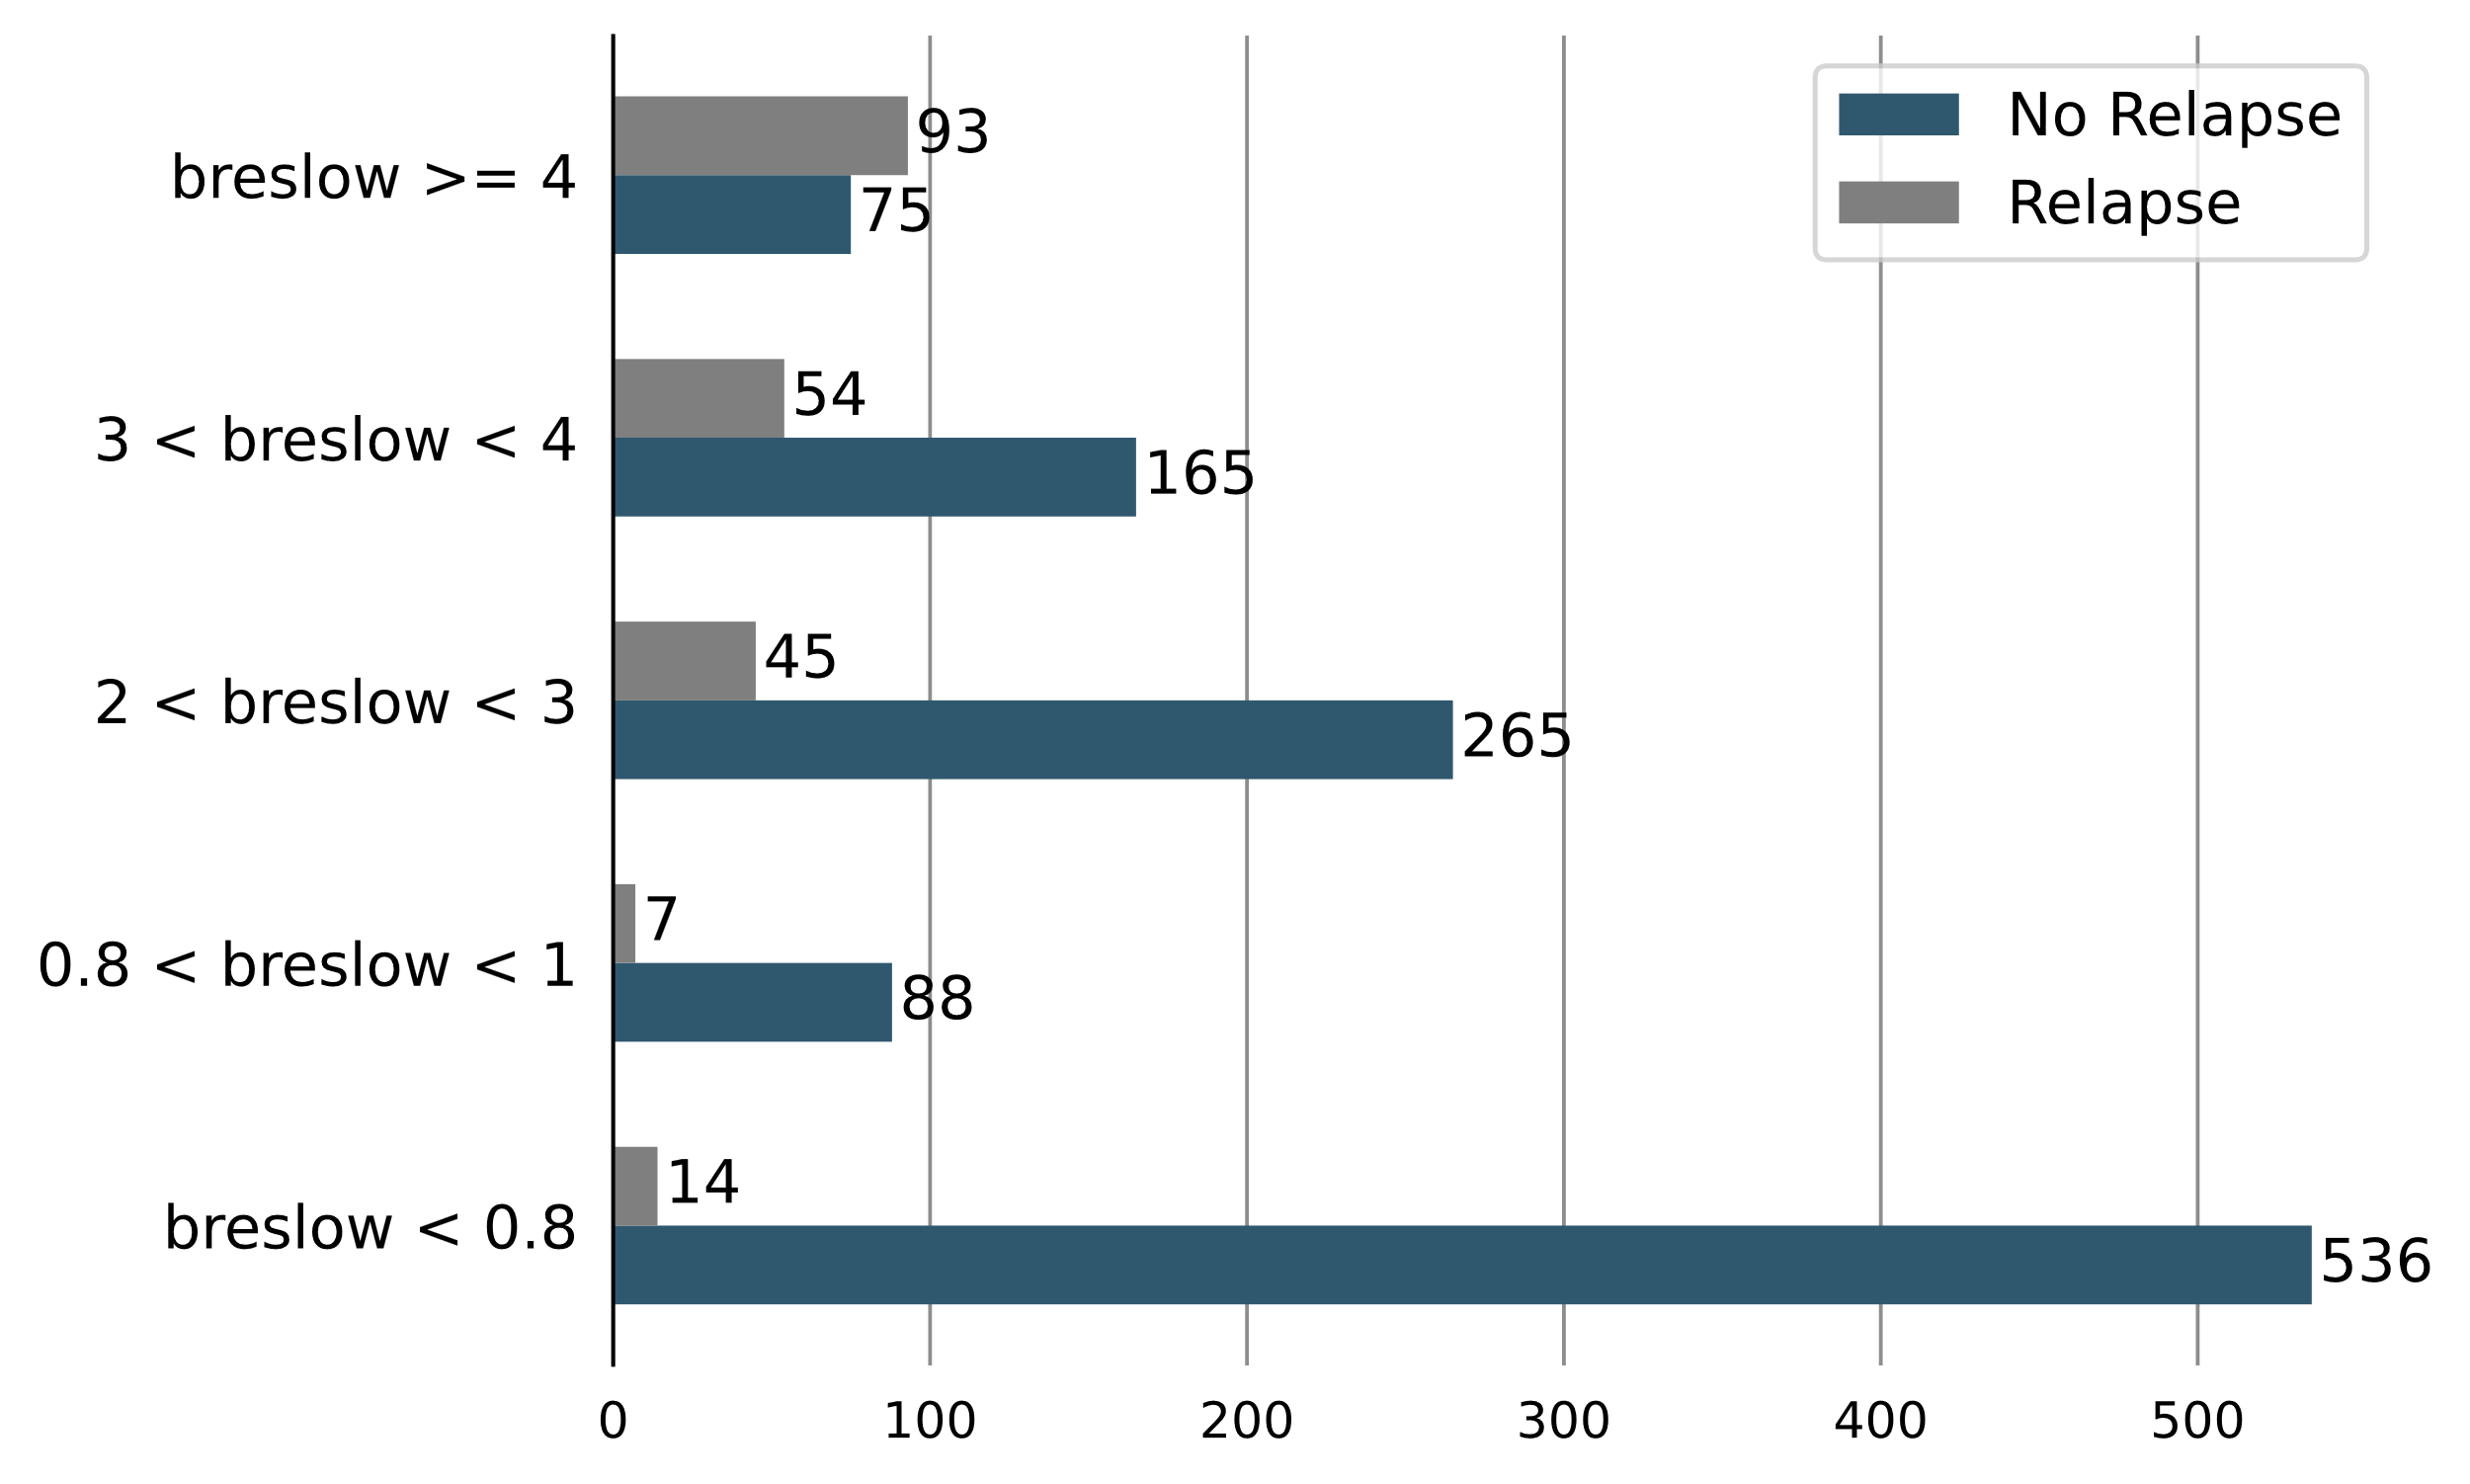 No Relapse
Relapse
breslow >= 4
93
75
3 < breslow < 4
54
165
2 < breslow < 3
45
265
0.8 < breslow < 1
7
88
breslow < 0.8
14
536
0 100 200 300 400 500